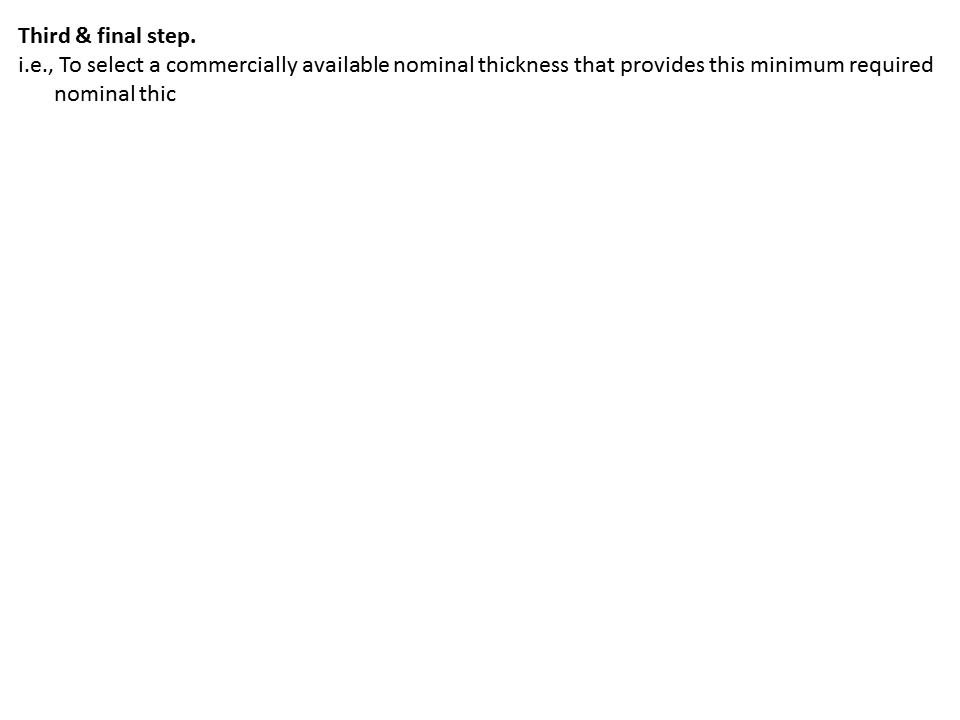 Third & final step.
i.e., To select a commercially available nominal thickness that provides this minimum required
nominal thic